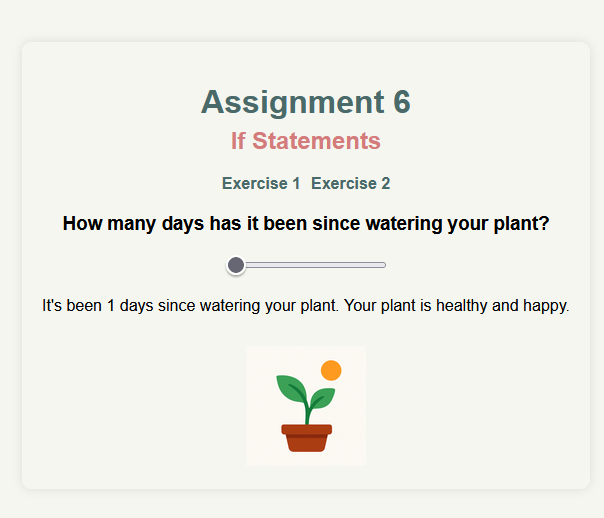 Assignment 6
If Statements
Exercise 1 Exercise 2
How many days has it been since watering your plant?
It's been 1 days since watering your plant. Your plant is healthy and happy.